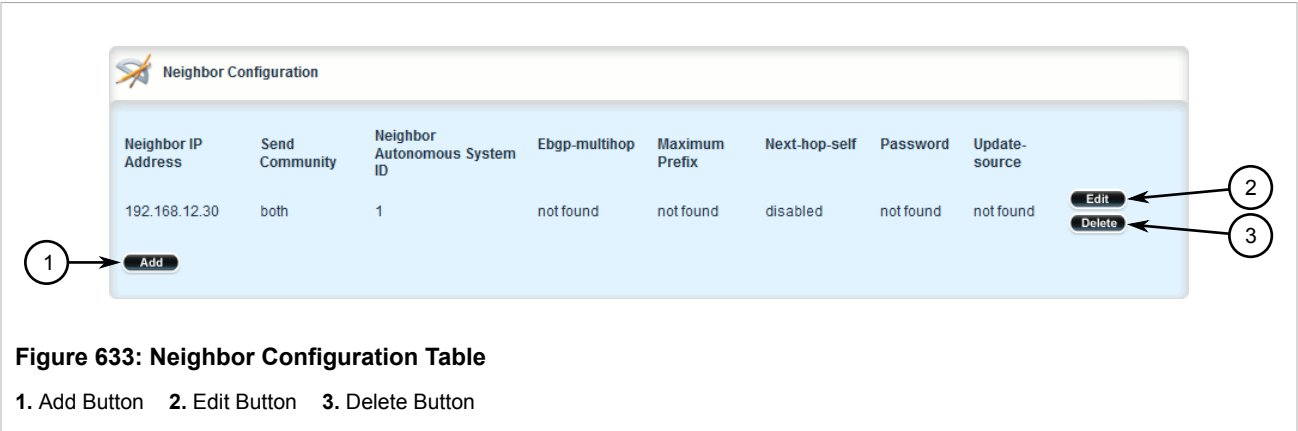 Neighbor Configuration
Neighbor IP Address Send Community Neighbor Autonomous System ID Ebgp-multihop Maximum Prefix Next-hop-self Password Update-source
192.168.12.30 both 1 not found not found disabled not found not found
Edit
2
Delete
3
1
Add
Figure 633: Neighbor Configuration Table
1. Add Button 2. Edit Button 3. Delete Button